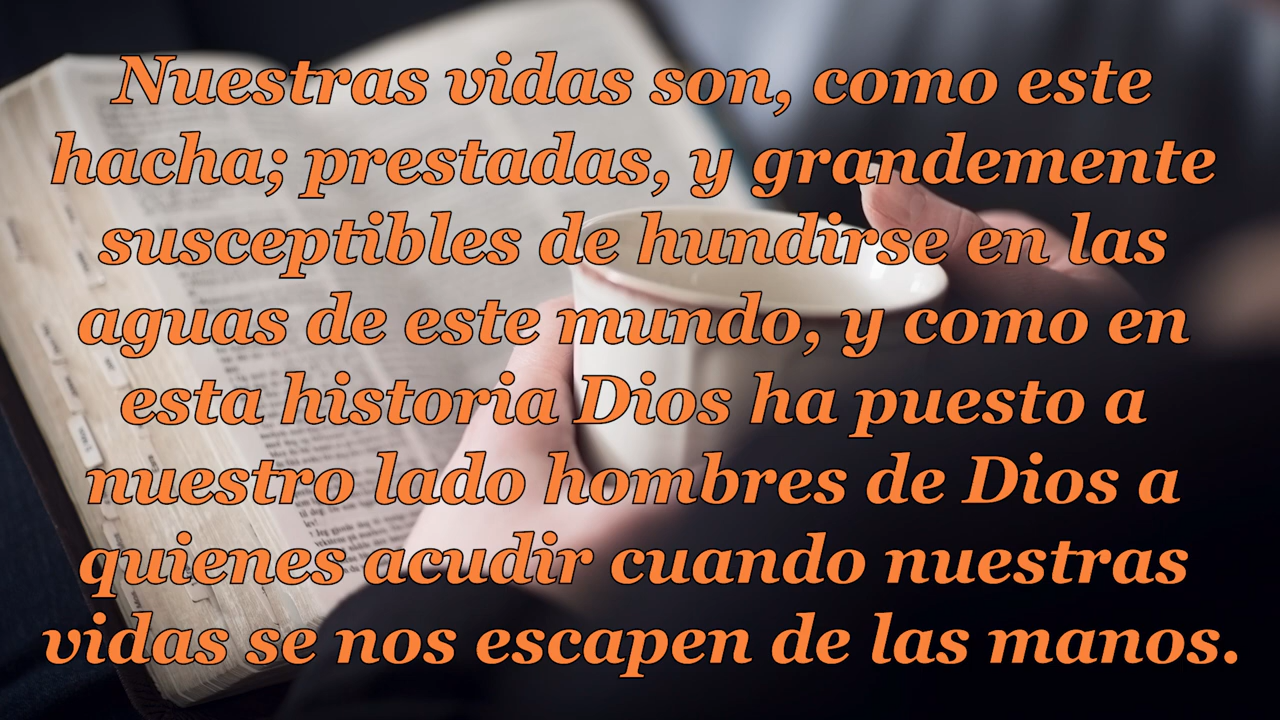 Nuestras vidas son, como este
hacha; prestadas, y grandemente
susceptibles de hundirse en las
aguas de este mundo, y como en
esta historia Dios ha puesto a
nuestro lado hombres de Dios a
quienes acudir cuando nuestras
vidas se nos escapen de las manos.